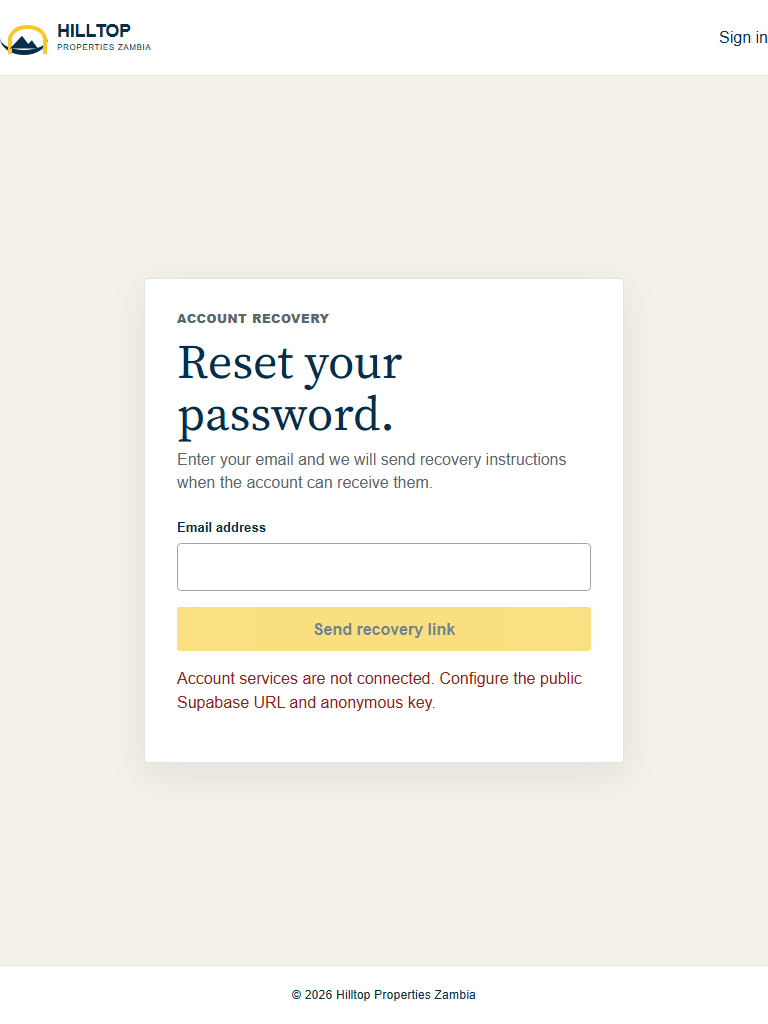 HILLTOP
PROPERTIES ZAMBIA
Sign in
ACCOUNT RECOVERY
Reset your
password.
Enter your email and we will send recovery instructions
when the account can receive them.
Email address
Send recovery link
Account services are not connected. Configure the public
Supabase URL and anonymous key.
© 2026 Hilltop Properties Zambia